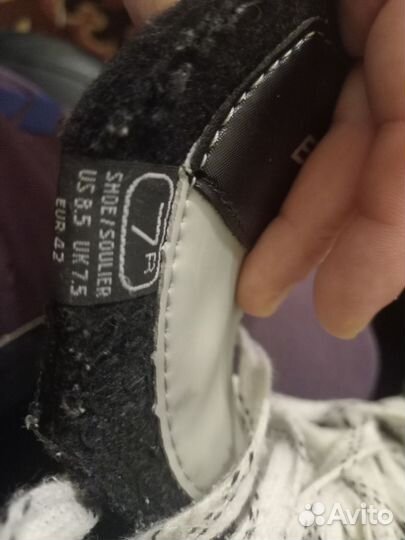 7R
SHOE/SOULIER
US 8.5 UK 7.5
EUR 42
E
Avito